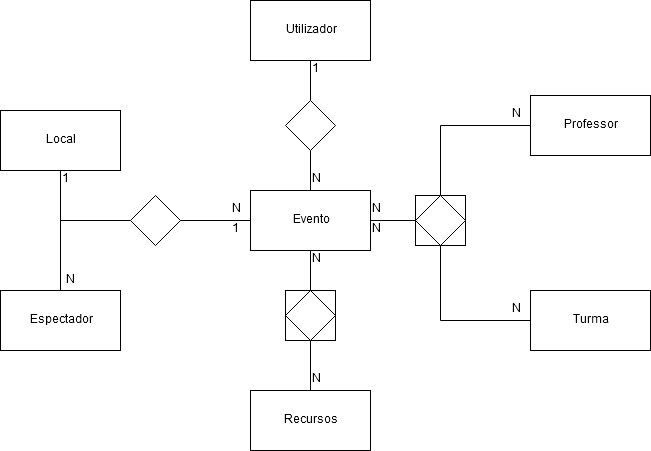 Utilizador
1
N
Professor
Local
1
N
N
1
Evento
N
N
N
N
Espectador
N
N
Turma
N
Recursos